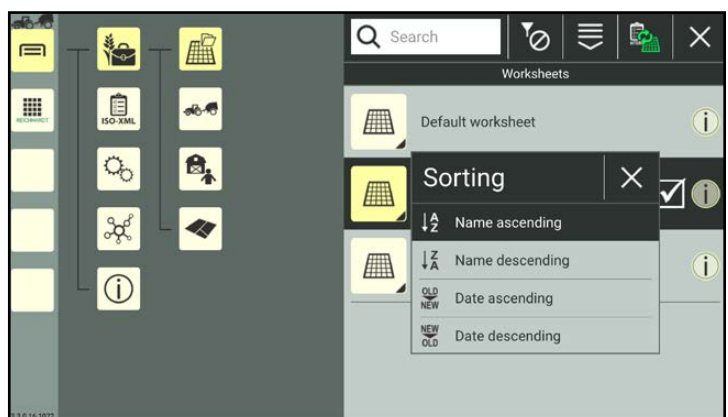 Search
Worksheets
REICHHARDT
ISO-XML
Default worksheet
Sorting
A
Z
Name ascending
Z
A
Name descending
OLD
NEW
Date ascending
NEW
OLD
Date descending